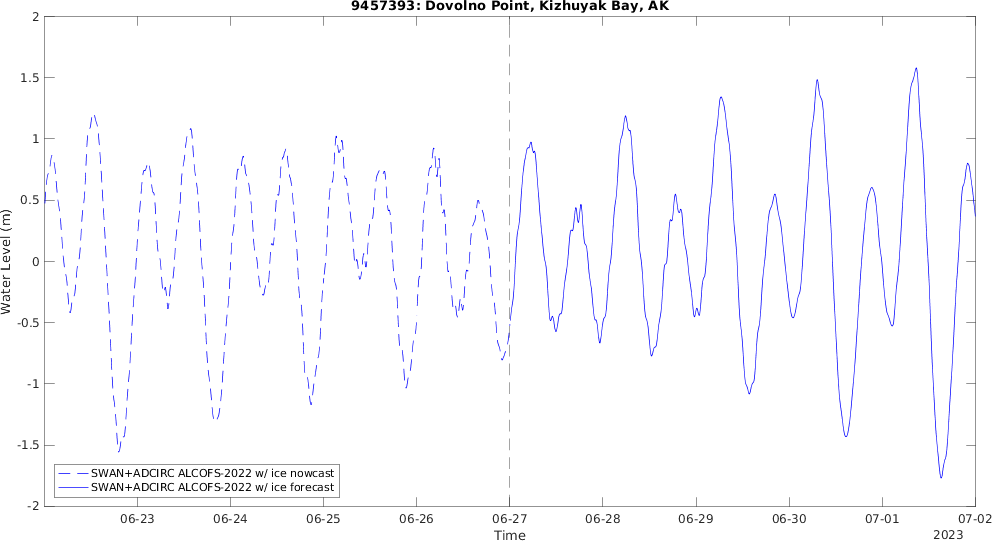 9457393: Dovolno Point, Kizhuyak Bay, AK
Water Level (m)
2
1.5
1
0.5
0
-0.5
-1
-1.5
-2
SWAN+ADCIRC ALCOFS-2022 w/ ice nowcast
SWAN+ADCIRC ALCOFS-2022 w/ ice forecast
06-23 06-24 06-25 06-26 06-27 06-28 06-29 06-30 07-01 07-02
Time
2023